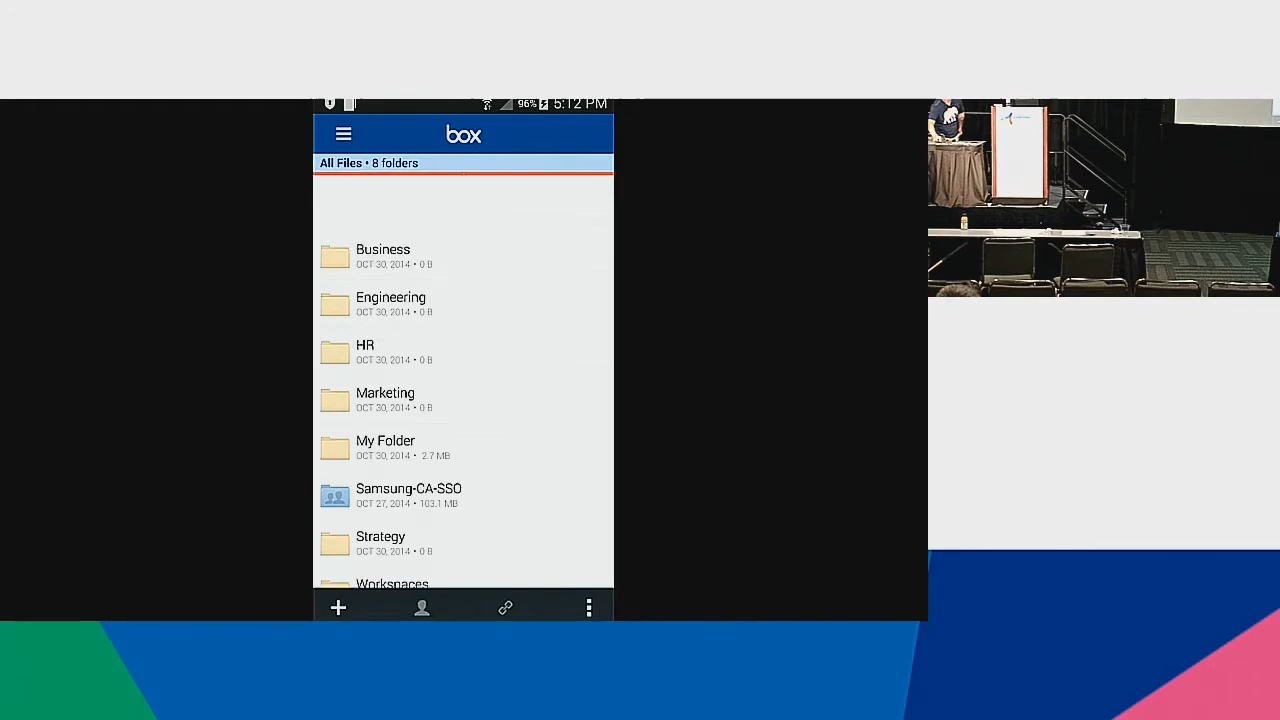 96% 5:12 PM
box
All Files • 8 folders
Business
OCT 30, 2014 • 0 B
Engineering
OCT 30, 2014 • 0 B
HR
OCT 30, 2014 • 0 B
Marketing
OCT 30, 2014 • 0 B
My Folder
OCT 30, 2014 • 2.7 MB
Samsung-CA-SSO
OCT 27, 2014 • 103.1 MB
Strategy
OCT 30, 2014 • 0 B
Workspaces